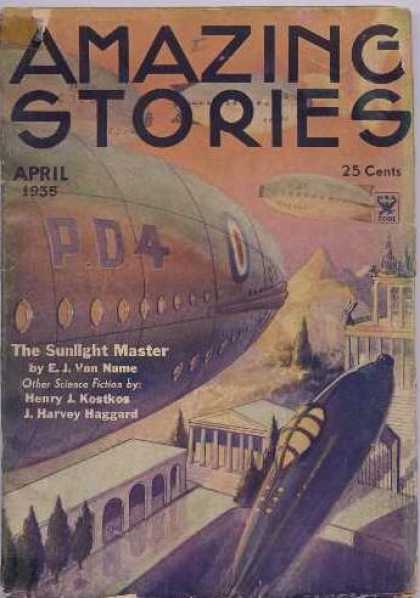 AMAZING
STORIES
APRIL
1935
25 Cents
PD4
The Sunlight Master
by E. J. Van Name
Other Science Fiction by:
Henry J. Kostkos
J. Harvey Haggard